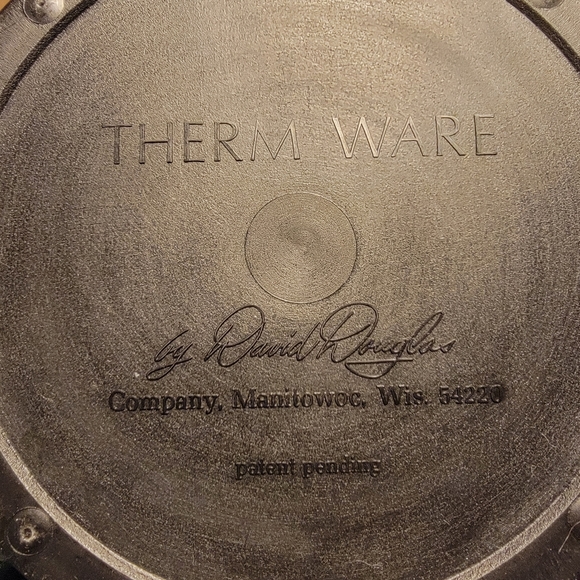 THERM WARE
by David Douglas
Company, Manitowoc, Wis. 54220
patent pending